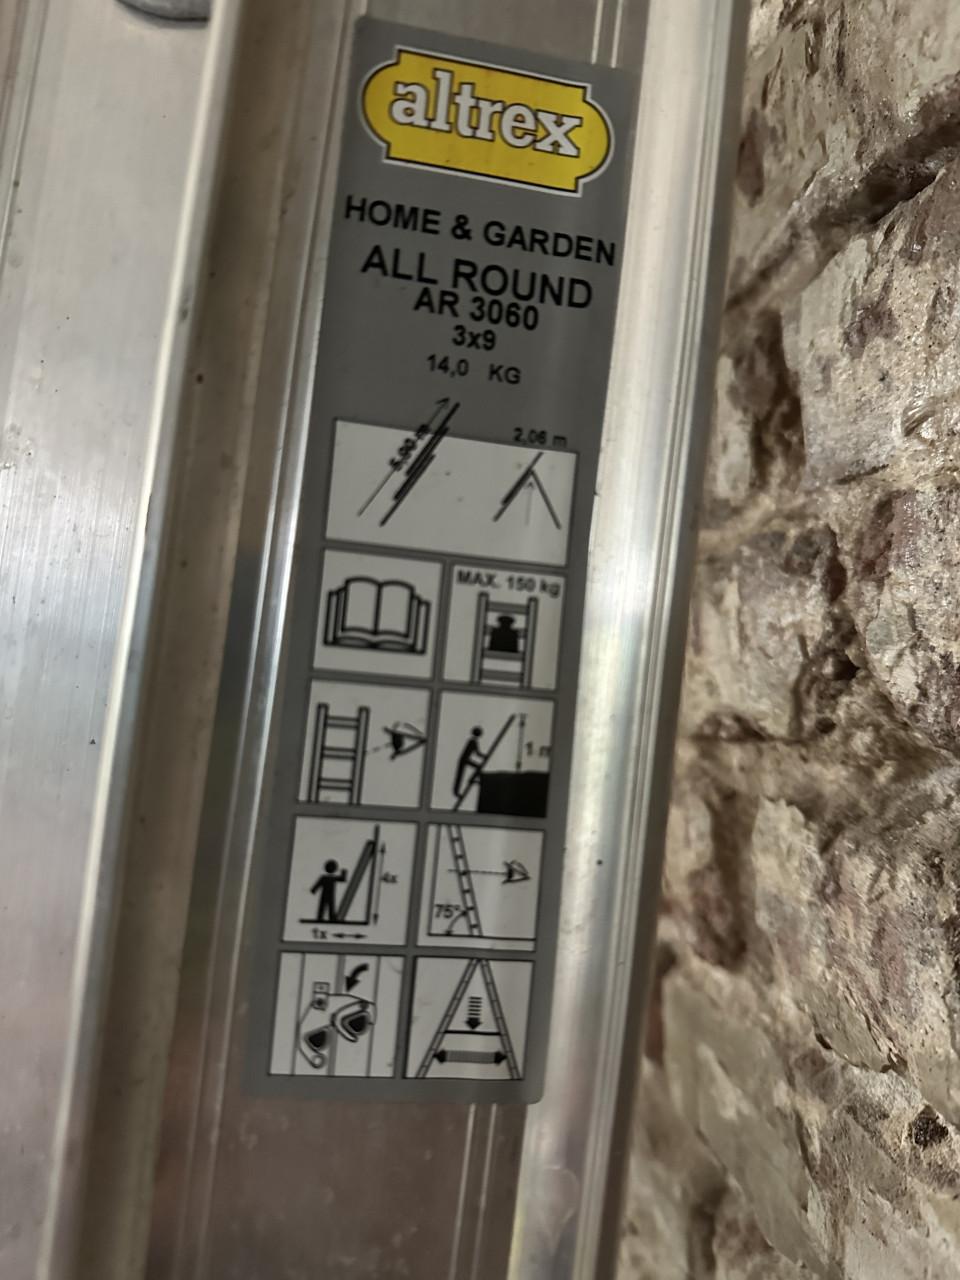 altrex
HOME & GARDEN
ALL ROUND
AR 3060
3x9
14,0 KG
2,06 m
MAX. 150 kg
1 m
4x
1x
75°